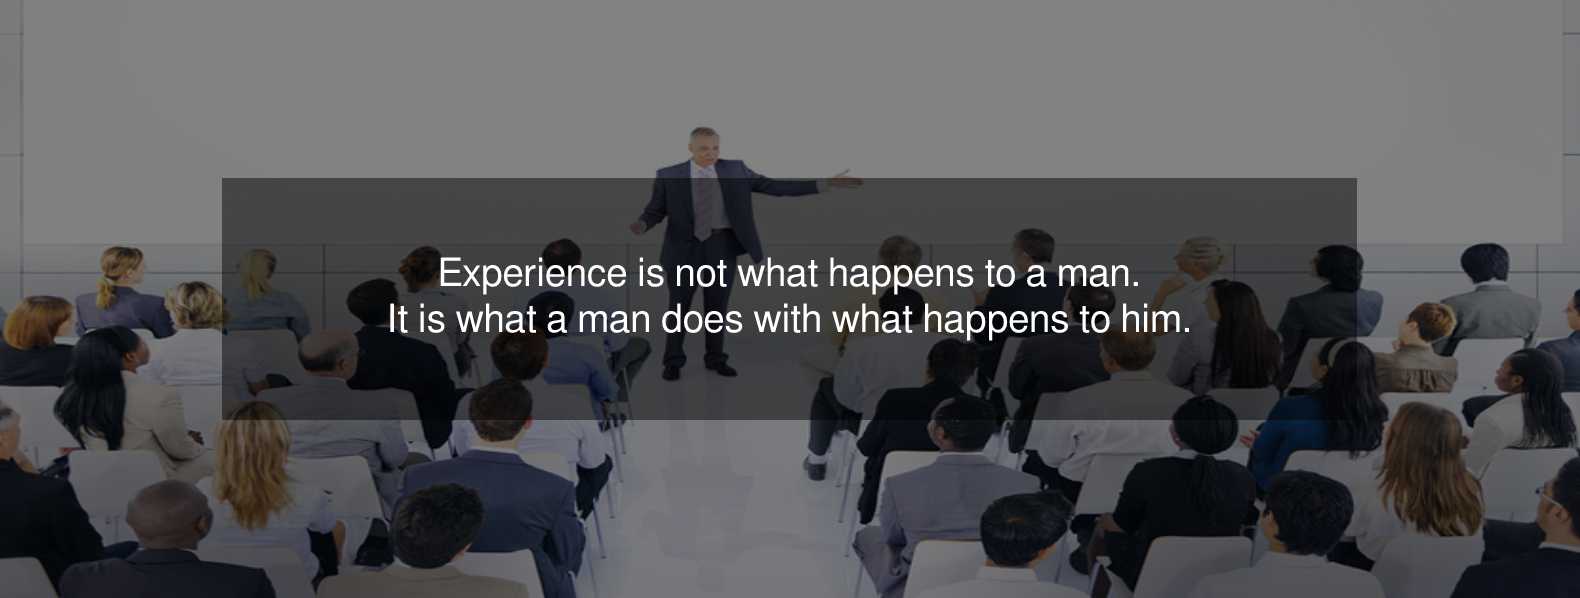 Experience is not what happens to a man.
It is what a man does with what happens to him.